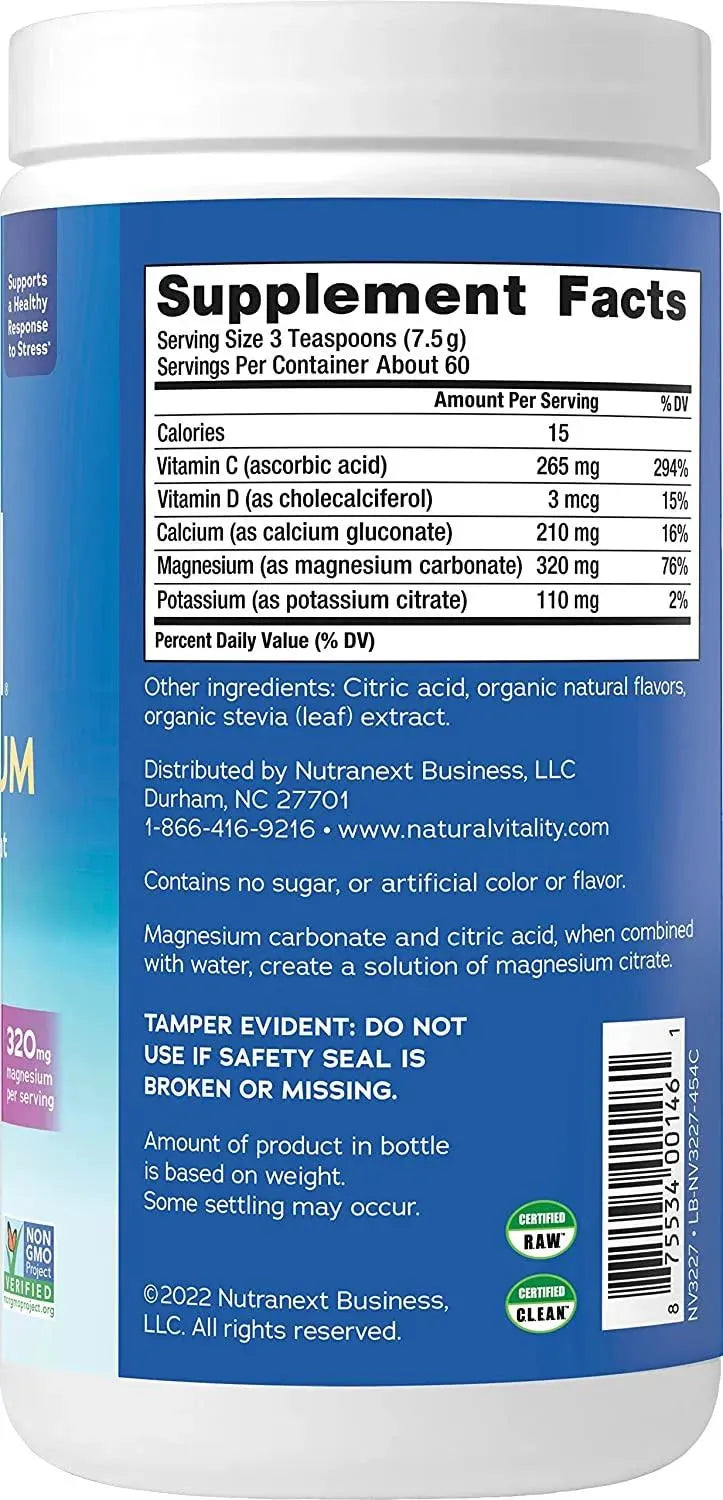 Supports
a Healthy
Response
to Stress*
UM
320mg
magnesium
per serving
NON
GMO
Project
VERIFIED
nongmoproject.org
Supplement Facts
Serving Size 3 Teaspoons (7.5 g)
Servings Per Container About 60
Amount Per Serving % DV
Calories 15
Vitamin C (ascorbic acid) 265 mg 294%
Vitamin D (as cholecalciferol) 3 mcg 15%
Calcium (as calcium gluconate) 210 mg 16%
Magnesium (as magnesium carbonate) 320 mg 76%
Potassium (as potassium citrate) 110 mg 2%
Percent Daily Value (% DV)
Other ingredients: Citric acid, organic natural flavors,
organic stevia (leaf) extract.
Distributed by Nutranext Business, LLC
Durham, NC 27701
1-866-416-9216 • www.naturalvitality.com
Contains no sugar, or artificial color or flavor.
Magnesium carbonate and citric acid, when combined
with water, create a solution of magnesium citrate.
TAMPER EVIDENT: DO NOT
USE IF SAFETY SEAL IS
BROKEN OR MISSING.
Amount of product in bottle
is based on weight.
Some settling may occur.
©2022 Nutranext Business,
LLC. All rights reserved.
CERTIFIED
RAW™
CERTIFIED
C.L.E.A.N™
8 75534 00146 1
NV3227 • LB-NV3227-454C